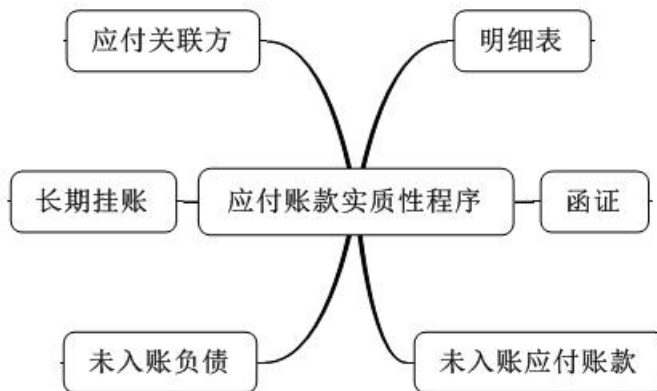 应付关联方
明细表
长期挂账
应付账款实质性程序
函证
未入账负债
未入账应付账款